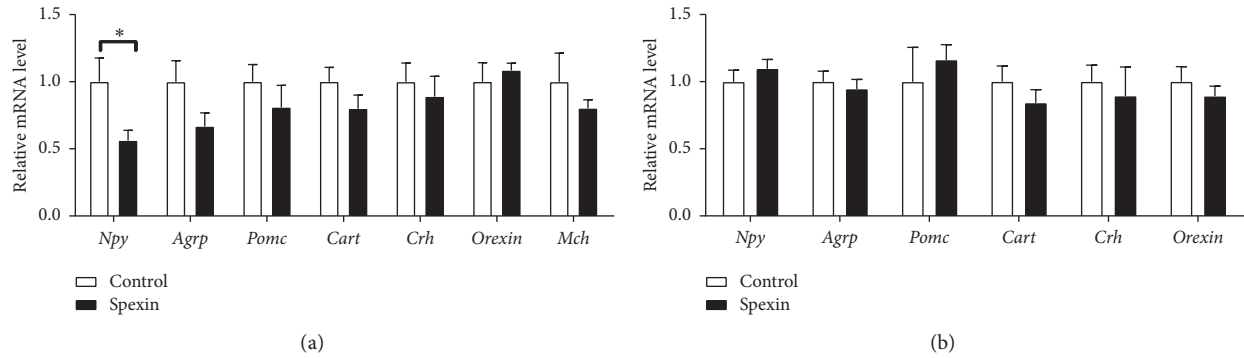 Relative mRNA level
1.5
1.0
0.5
0.0
*
Npy Agrp Pomc Cart Crh Orexin Mch
Control
Spexin
(a)
Relative mRNA level
1.5
1.0
0.5
0.0
Npy Agrp Pomc Cart Crh Orexin
Control
Spexin
(b)